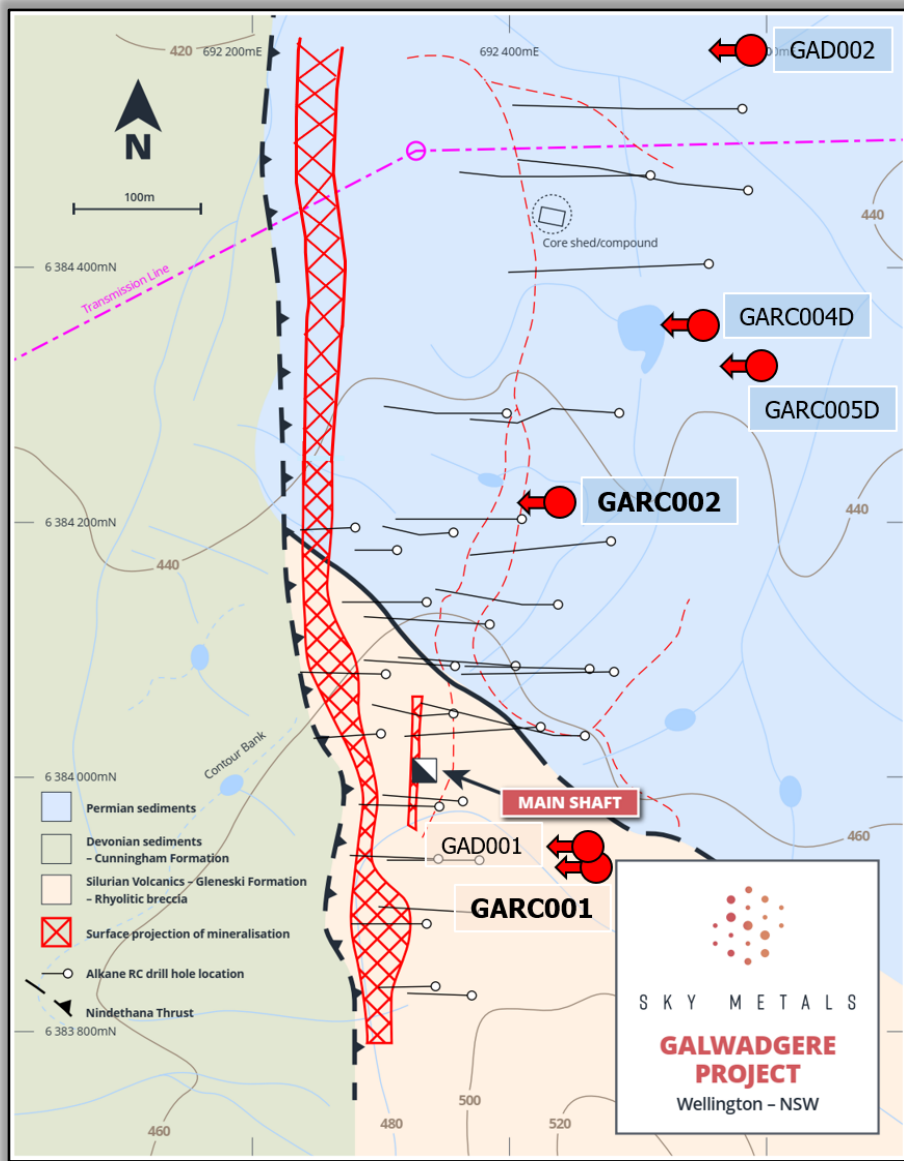 420
692 200mE
692 400mE
GAD002
N
100m
440
Core shed/compound
6 384 400mN
Transmission Line
GARC004D
GARC005D
GARC002
440
6 384 200mN
440
Contour Bank
6 384 000mN
MAIN SHAFT
460
Permian sediments
Devonian sediments
– Cunningham Formation
Silurian Volcanics – Gleneski Formation
– Rhyolitic breccia
Surface projection of mineralisation
Alkane RC drill hole location
Nindethana Thrust
GAD001
GARC001
6 383 800mN
SKY METALS
GALWADGERE
PROJECT
Wellington – NSW
460
480
500
520